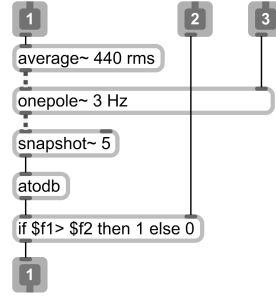 1 2 3
average~ 440 rms
onepole~ 3 Hz
snapshot~ 5
atodb
if $f1> $f2 then 1 else 0
1